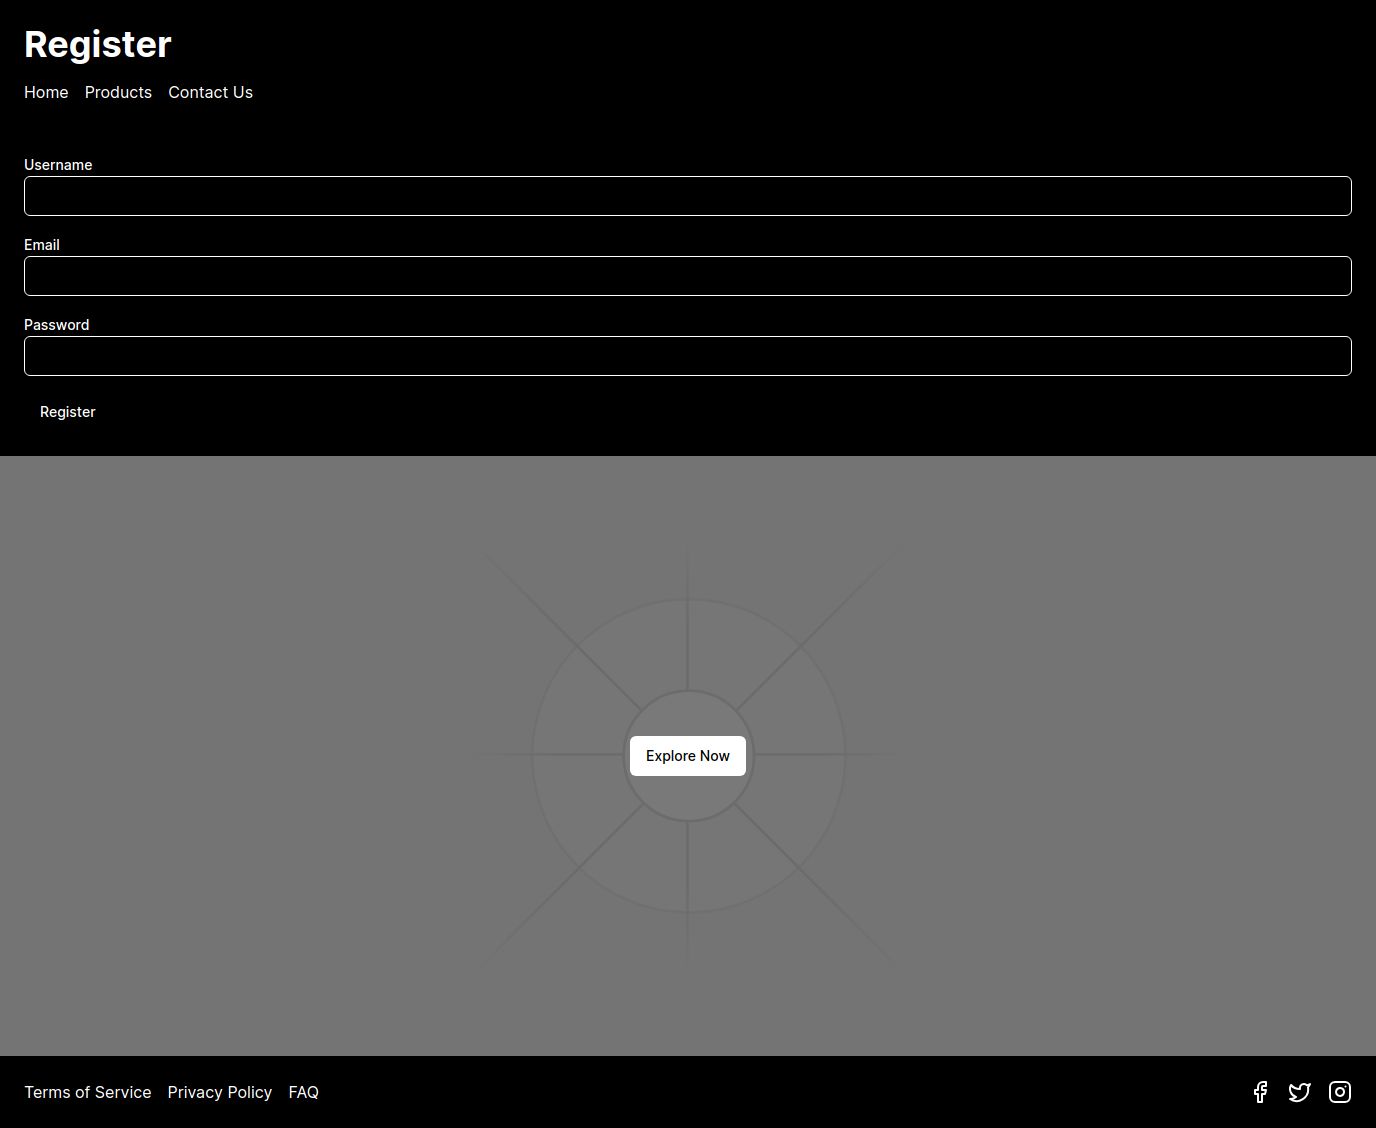 Register
Home Products Contact Us
Username
Email
Password
Register
Explore Now
Terms of Service Privacy Policy FAQ